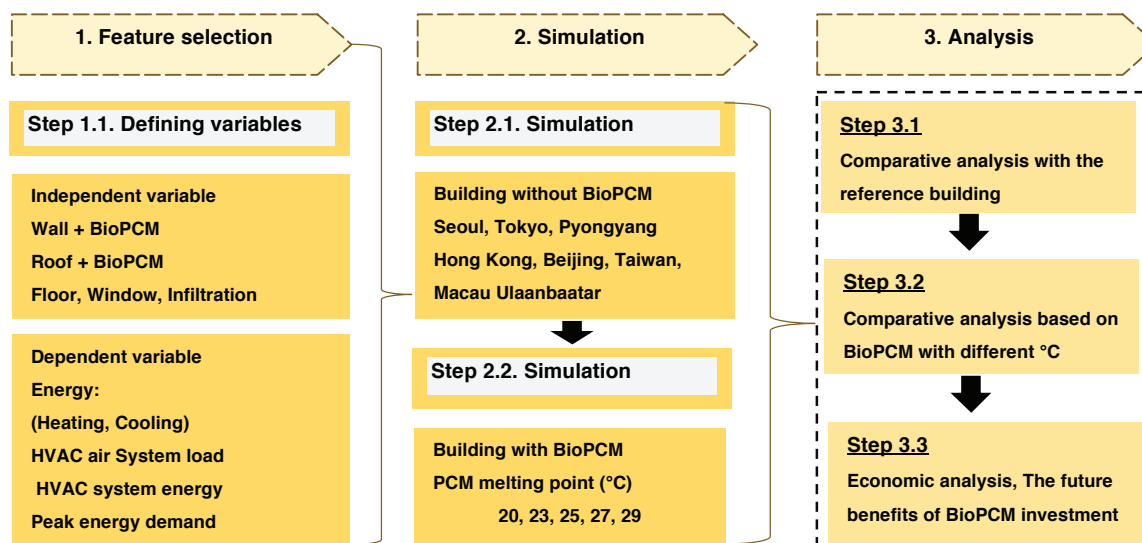 1. Feature selection
Step 1.1. Defining variables
Independent variable
Wall + BioPCM
Roof + BioPCM
Floor, Window, Infiltration
Dependent variable
Energy:
(Heating, Cooling)
HVAC air System load
HVAC system energy
Peak energy demand
2. Simulation
Step 2.1. Simulation
Building without BioPCM
Seoul, Tokyo, Pyongyang
Hong Kong, Beijing, Taiwan,
Macau Ulaanbaatar
Step 2.2. Simulation
Building with BioPCM
PCM melting point (°C)
20, 23, 25, 27, 29
3. Analysis
Step 3.1
Comparative analysis with the
reference building
Step 3.2
Comparative analysis based on
BioPCM with different °C
Step 3.3
Economic analysis, The future
benefits of BioPCM investment